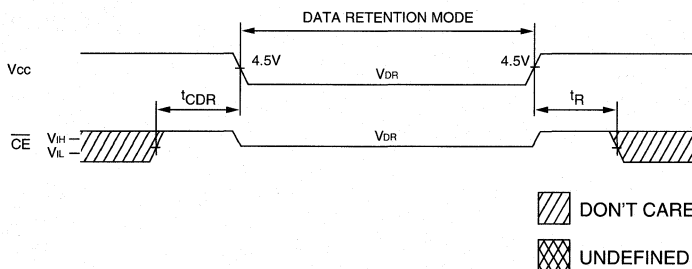 DATA RETENTION MODE
Vcc
4.5V
VDR
4.5V
tCDR
tR
CE
VIH
VIL
VDR
DON'T CARE
UNDEFINED